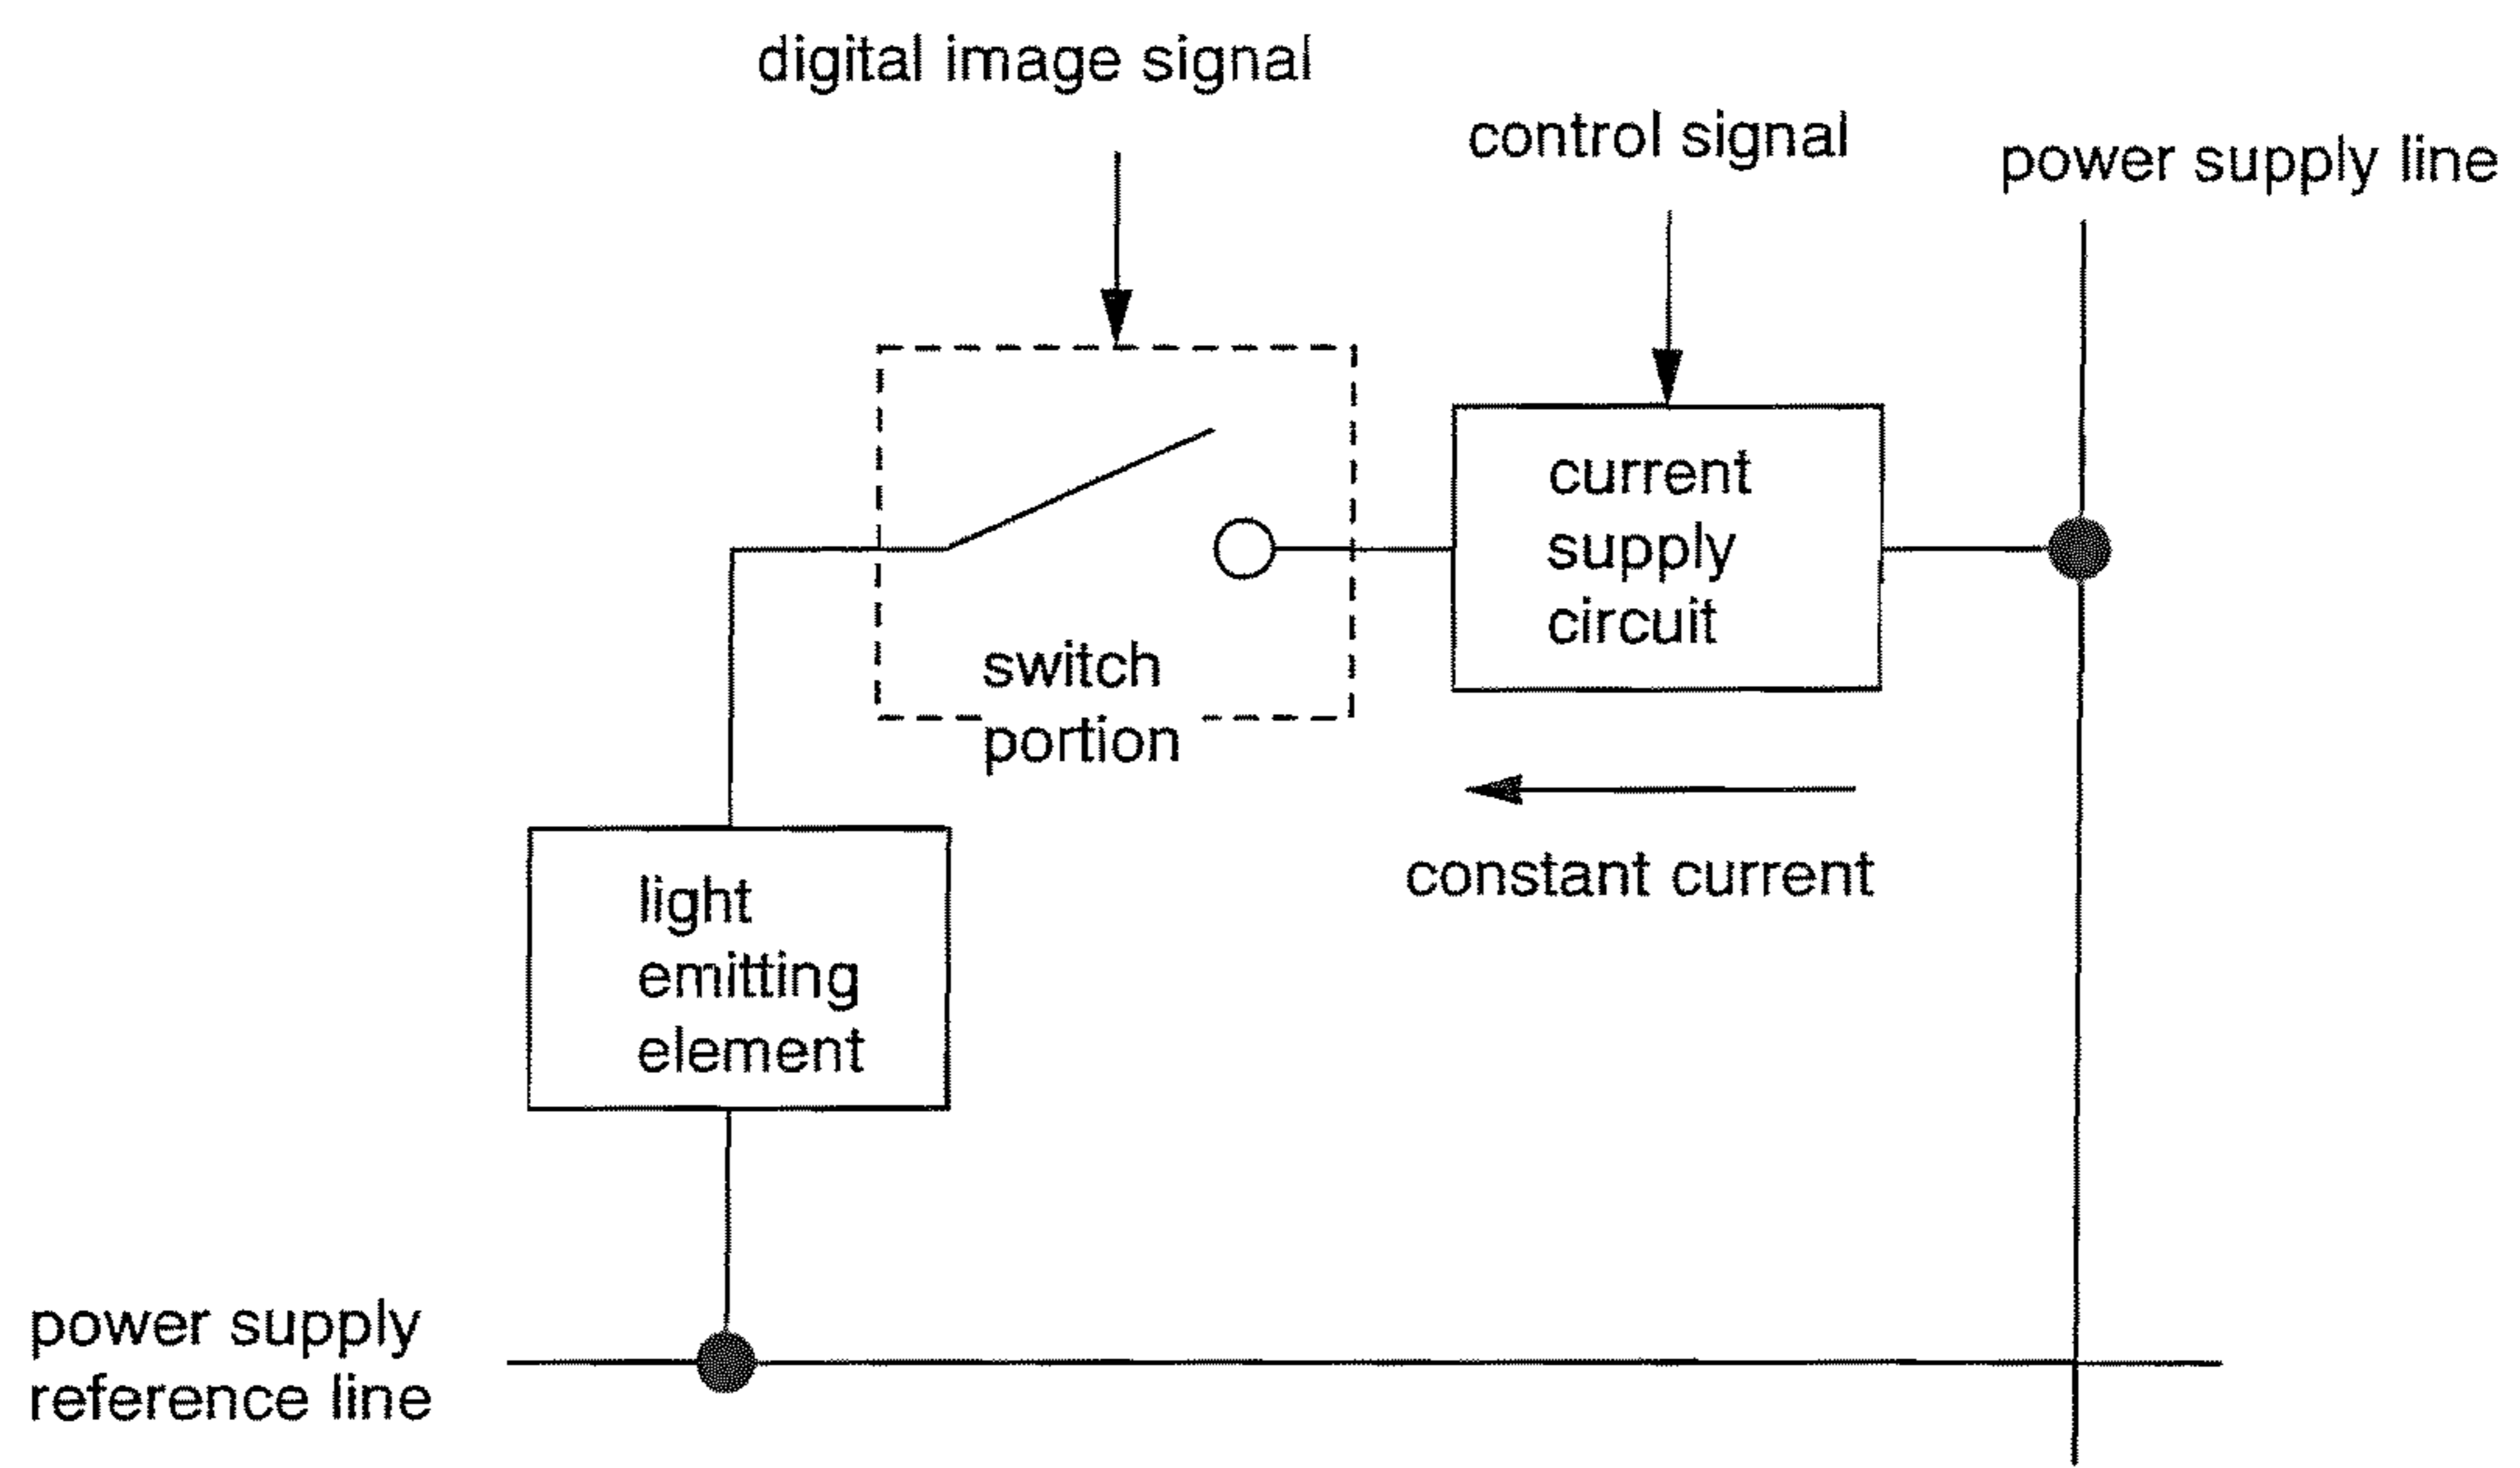 digital image signal
control signal
power supply line
current
supply
circuit
switch
portion
constant current
light
emitting
element
power supply
reference line